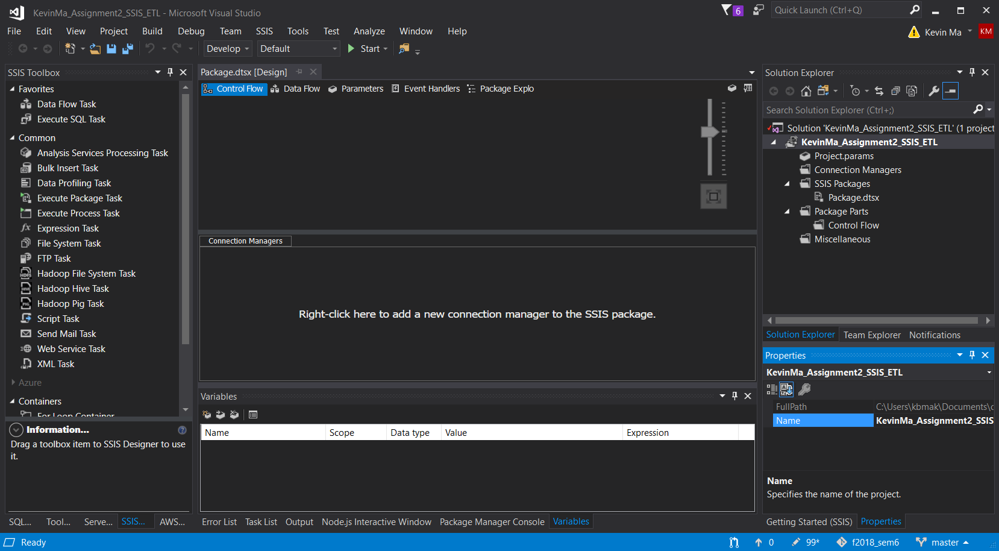 KevinMa_Assignment2_SSIS_ETL - Microsoft Visual Studio
6
Quick Launch (Ctrl+Q)
File Edit View Project Build Debug Team SSIS Tools Test Analyze Window Help
Kevin Ma
KM
Develop Default Start
SSIS Toolbox
Favorites
Data Flow Task
Execute SQL Task
Common
Analysis Services Processing Task
Bulk Insert Task
Data Profiling Task
Execute Package Task
Execute Process Task
Expression Task
File System Task
FTP Task
Hadoop File System Task
Hadoop Hive Task
Hadoop Pig Task
Script Task
Send Mail Task
Web Service Task
XML Task
Azure
Containers
For Loop Container
Information...
Drag a toolbox item to SSIS Designer to use
it.
SQL... Tool... Serve... SSIS... AWS...
Package.dtsx [Design]
Control Flow Data Flow Parameters Event Handlers Package Explo
Connection Managers
Right-click here to add a new connection manager to the SSIS package.
Variables
Name Scope Data type Value Expression
Error List Task List Output Node.js Interactive Window Package Manager Console Variables
Solution Explorer
Search Solution Explorer (Ctrl+;)
Solution 'KevinMa_Assignment2_SSIS_ETL' (1 project
KevinMa_Assignment2_SSIS_ETL
Project.params
Connection Managers
SSIS Packages
Package.dtsx
Package Parts
Control Flow
Miscellaneous
Solution Explorer Team Explorer Notifications
Properties
KevinMa_Assignment2_SSIS_ETL
FullPath C:\Users\kbmak\Documents\c
Name KevinMa_Assignment2_SSIS
Name
Specifies the name of the project.
Getting Started (SSIS) Properties
Ready
0 99* f2018_sem6 master